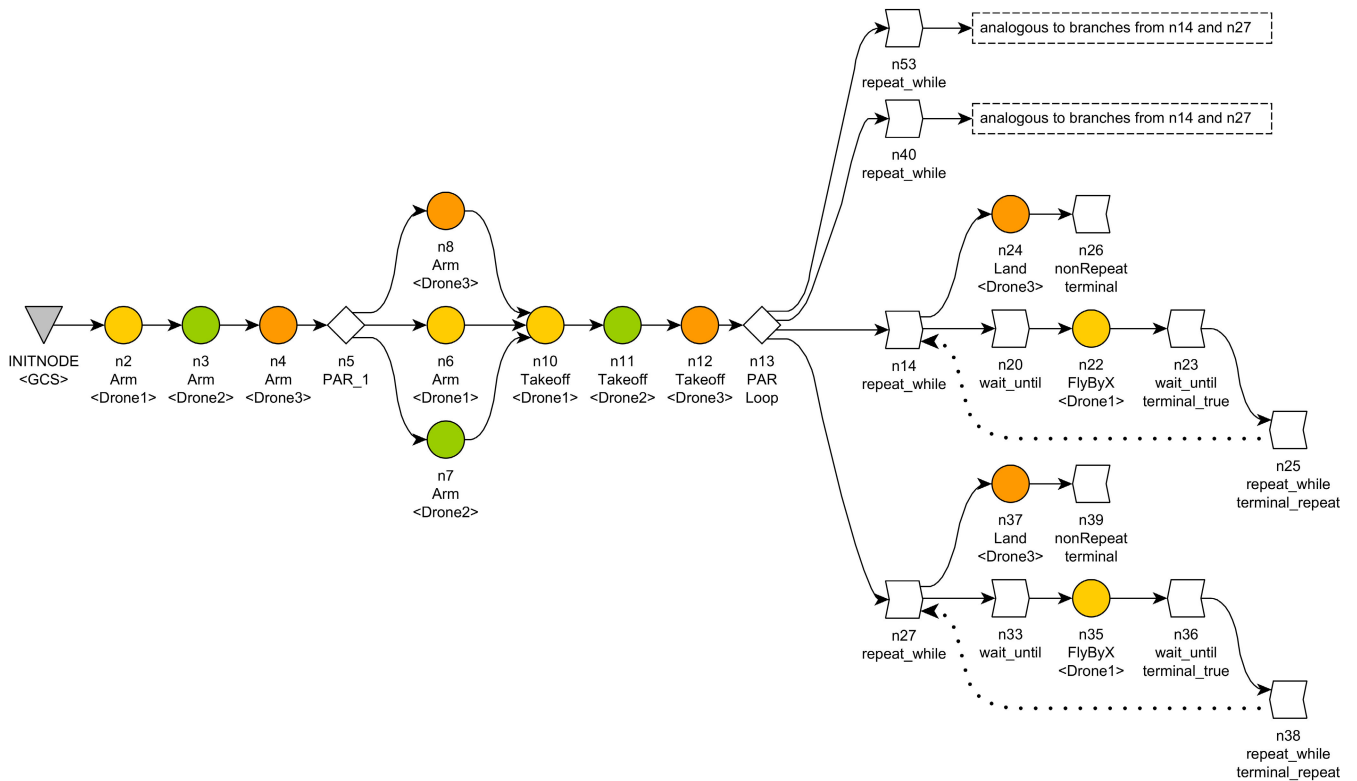 analogous to branches from n14 and n27
n53
repeat_while
analogous to branches from n14 and n27
n40
repeat_while
n8
Arm
<Drone3>
n24
Land
<Drone3>
n26
nonRepeat
terminal
INITNODE
<GCS>
n2
Arm
<Drone1>
n3
Arm
<Drone2>
n4
Arm
<Drone3>
n5
PAR_1
n6
Arm
<Drone1>
n10
Takeoff
<Drone1>
n11
Takeoff
<Drone2>
n12
Takeoff
<Drone3>
n13
PAR
Loop
n14
repeat_while
n20
wait_until
n22
FlyByX
<Drone1>
n23
wait_until
terminal_true
n7
Arm
<Drone2>
n25
repeat_while
terminal_repeat
n37
Land
<Drone3>
n39
nonRepeat
terminal
n27
repeat_while
n33
wait_until
n35
FlyByX
<Drone1>
n36
wait_until
terminal_true
n38
repeat_while
terminal_repeat